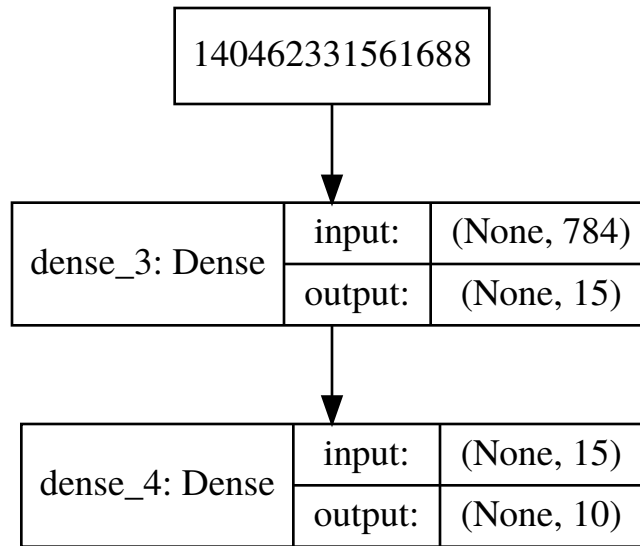 140462331561688
dense_3: Dense
input:
(None, 784)
output:
(None, 15)
dense_4: Dense
input:
(None, 15)
output:
(None, 10)